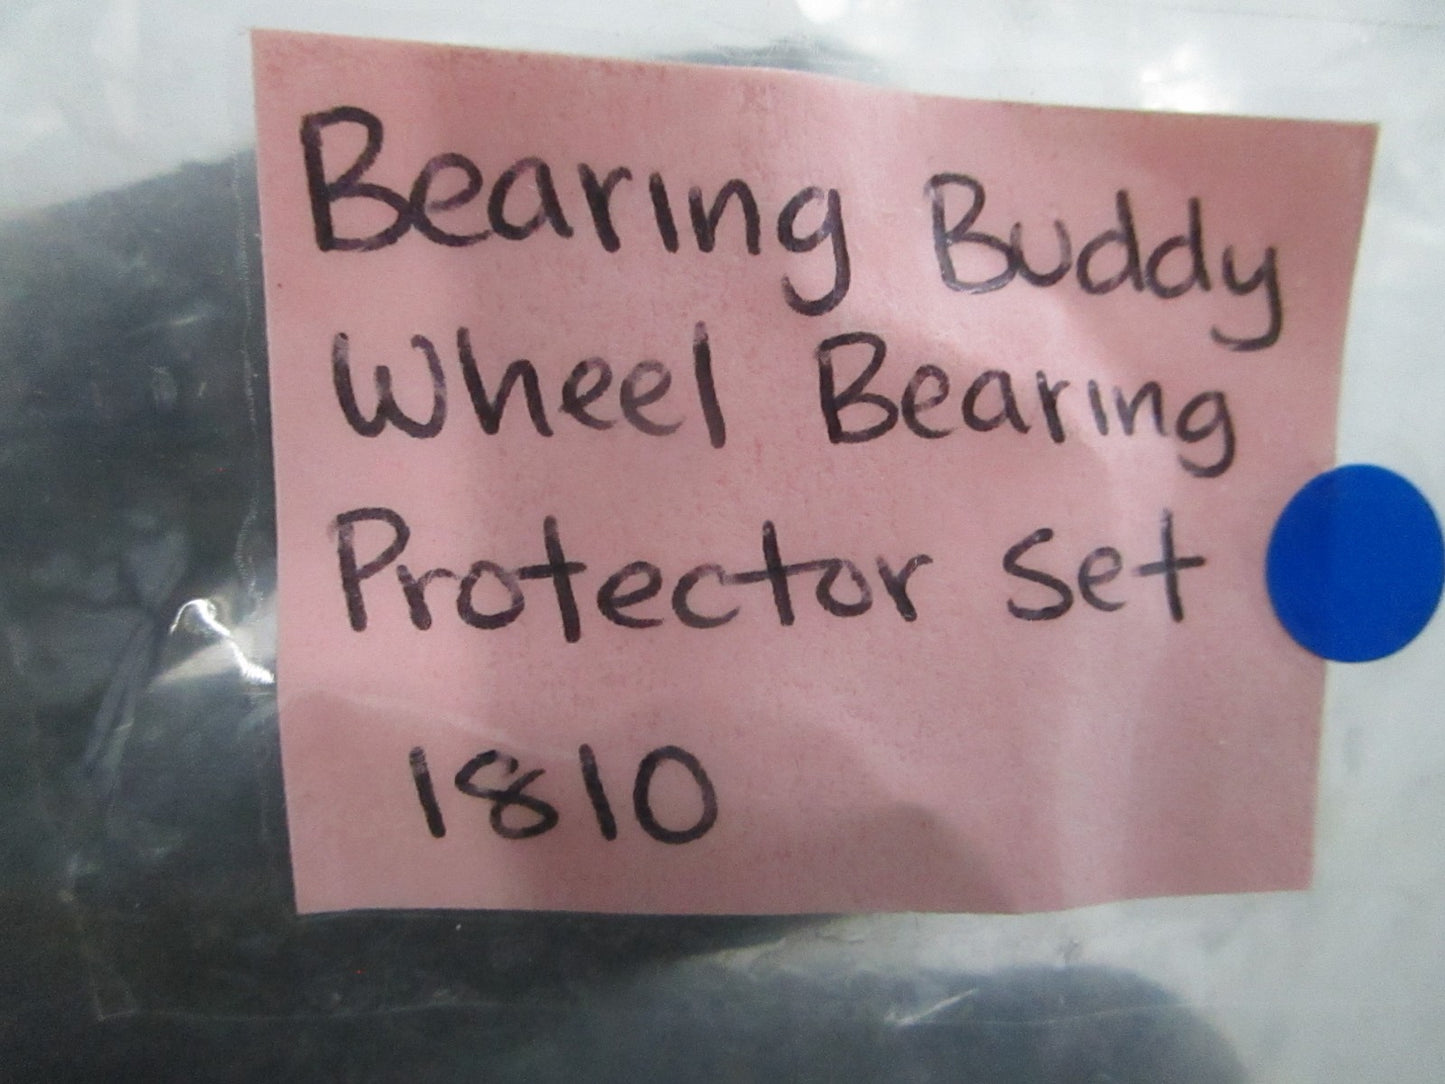 Bearing Buddy
Wheel Bearing
Protector Set
1810